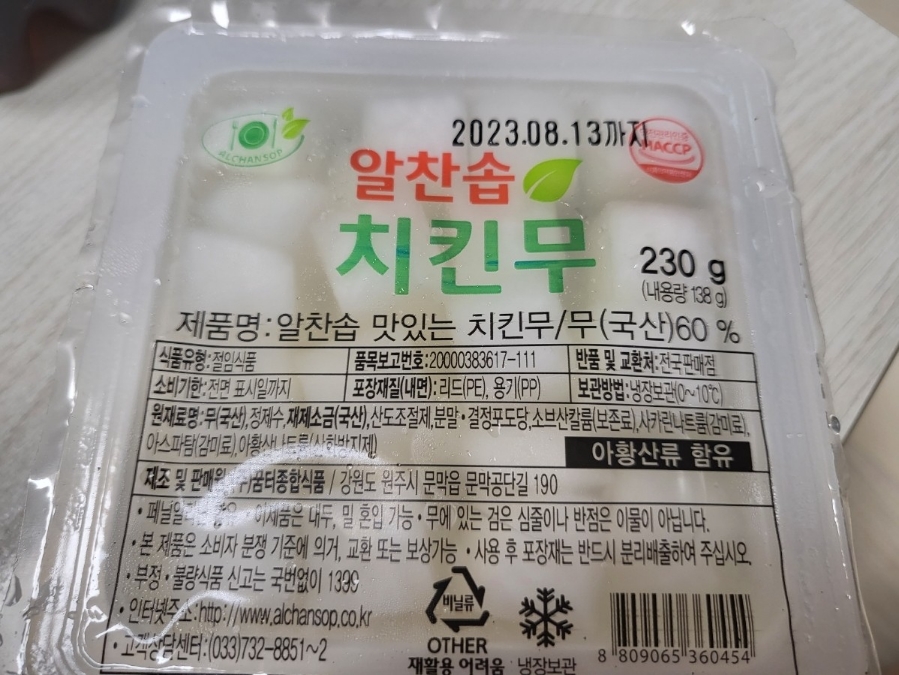 ALCHANSOP
2023.08.13까지
HACCP
알찬솝
치킨무
230 g
(내용량 138 g)
제품명:알찬솝 맛있는 치킨무/무(국산)60 %
식품유형:절임식품 품목보고번호:20000383617-111 반품 및 교환처:전국판매점
소비기한:전면 표시일까지 포장재질(내면):리드(PE), 용기(PP) 보관방법:냉장보관(0~10℃)
원재료명:무(국산),정제수,재제소금(국산),산도조절제,분말·결정포도당,소브산칼륨(보존료),사카린나트륨(감미료),
아스파탐(감미료),아황산나트륨(산화방지제)
아황산류 함유
제조 및 판매원 꿈터종합식품 / 강원도 원주시 문막읍 문막공단길 190
·페닐알 이제품은 대두, 밀 혼입 가능·무에 있는 검은 심줄이나 반점은 이물이 아닙니다.
·본 제품은 소비자 분쟁 기준에 의거, 교환 또는 보상가능 ·사용 후 포장재는 반드시 분리배출하여 주십시오.
·부정·불량식품 신고는 국번없이 1399
·인터넷주소:http://www.alchansop.co.kr
·고객상담센터:(033)732-8851~2
비닐류
OTHER
재활용 어려움
냉장보관
8 809065 360454